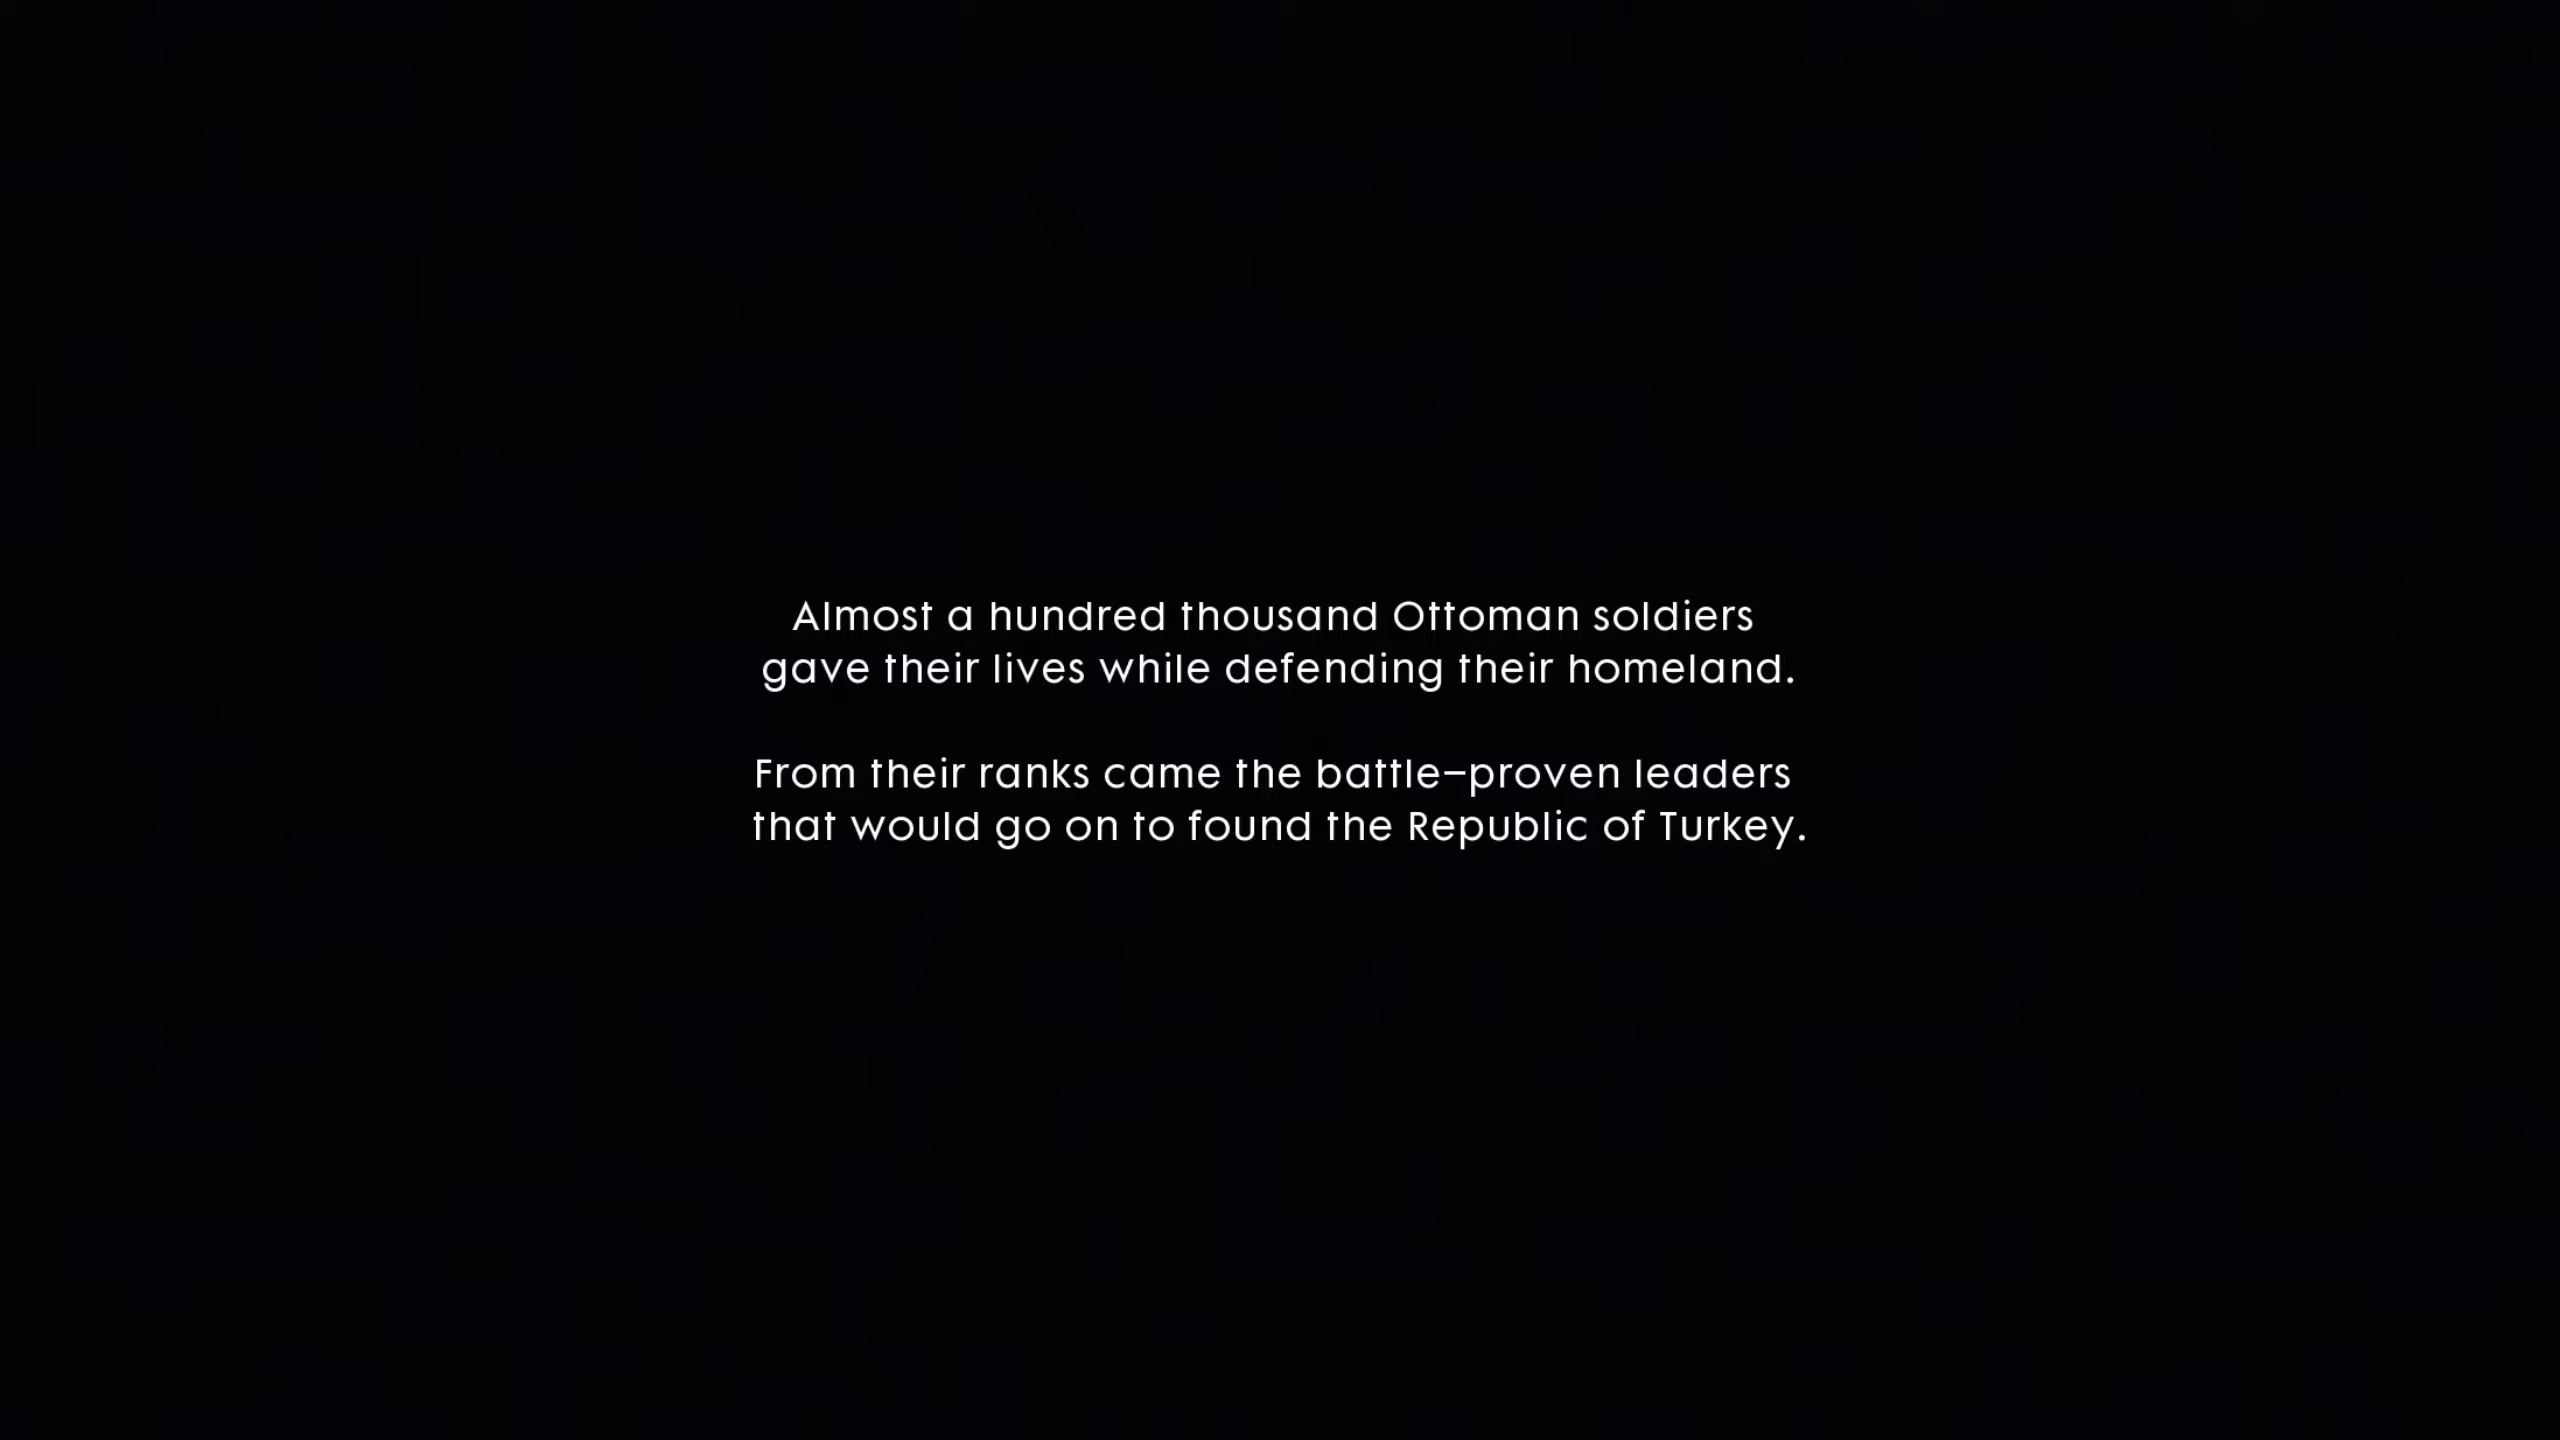 Almost a hundred thousand Ottoman soldiers
gave their lives while defending their homeland.
From their ranks came the battle-proven leaders
that would go on to found the Republic of Turkey.